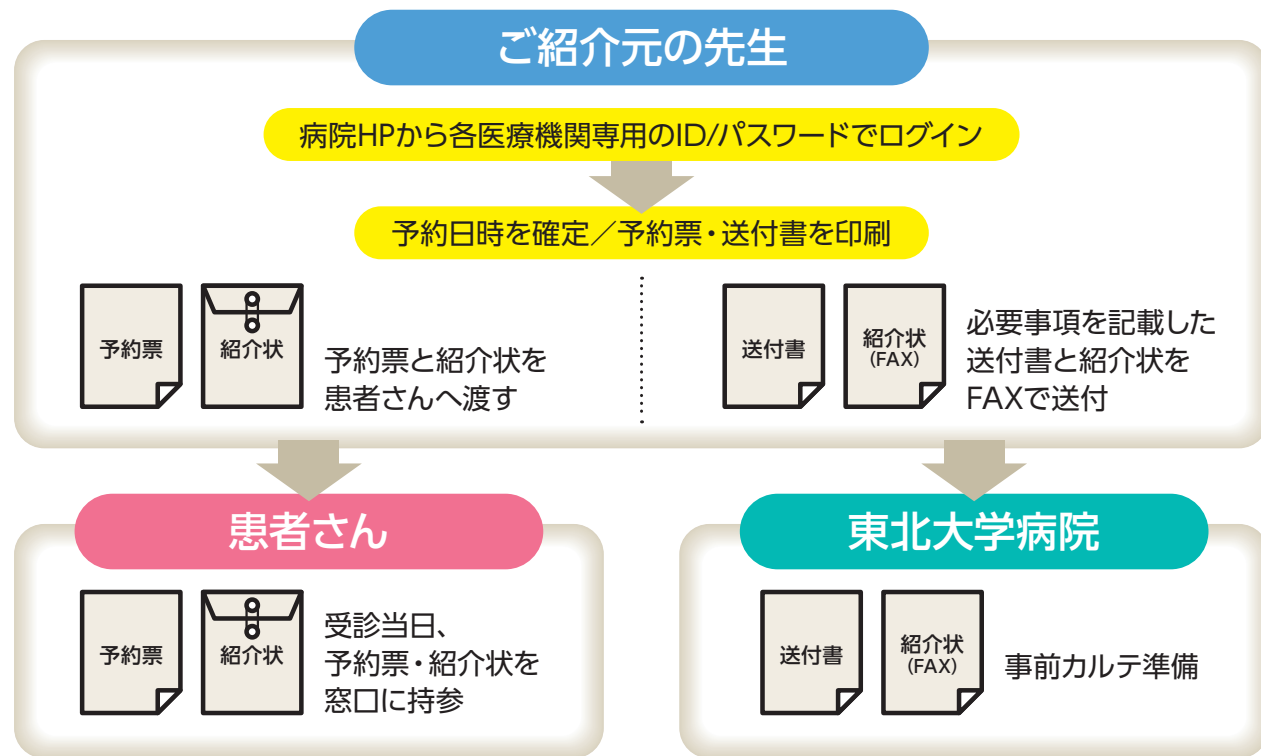 ご紹介元の先生
病院HPから各医療機関専用のID/パスワードでログイン
予約日時を確定／予約票・送付書を印刷
予約票
紹介状
予約票と紹介状を
患者さんへ渡す
送付書
紹介状
(FAX)
必要事項を記載した
送付書と紹介状を
FAXで送付
患者さん
予約票
紹介状
受診当日、
予約票・紹介状を
窓口に持参
東北大学病院
送付書
紹介状
(FAX)
事前カルテ準備